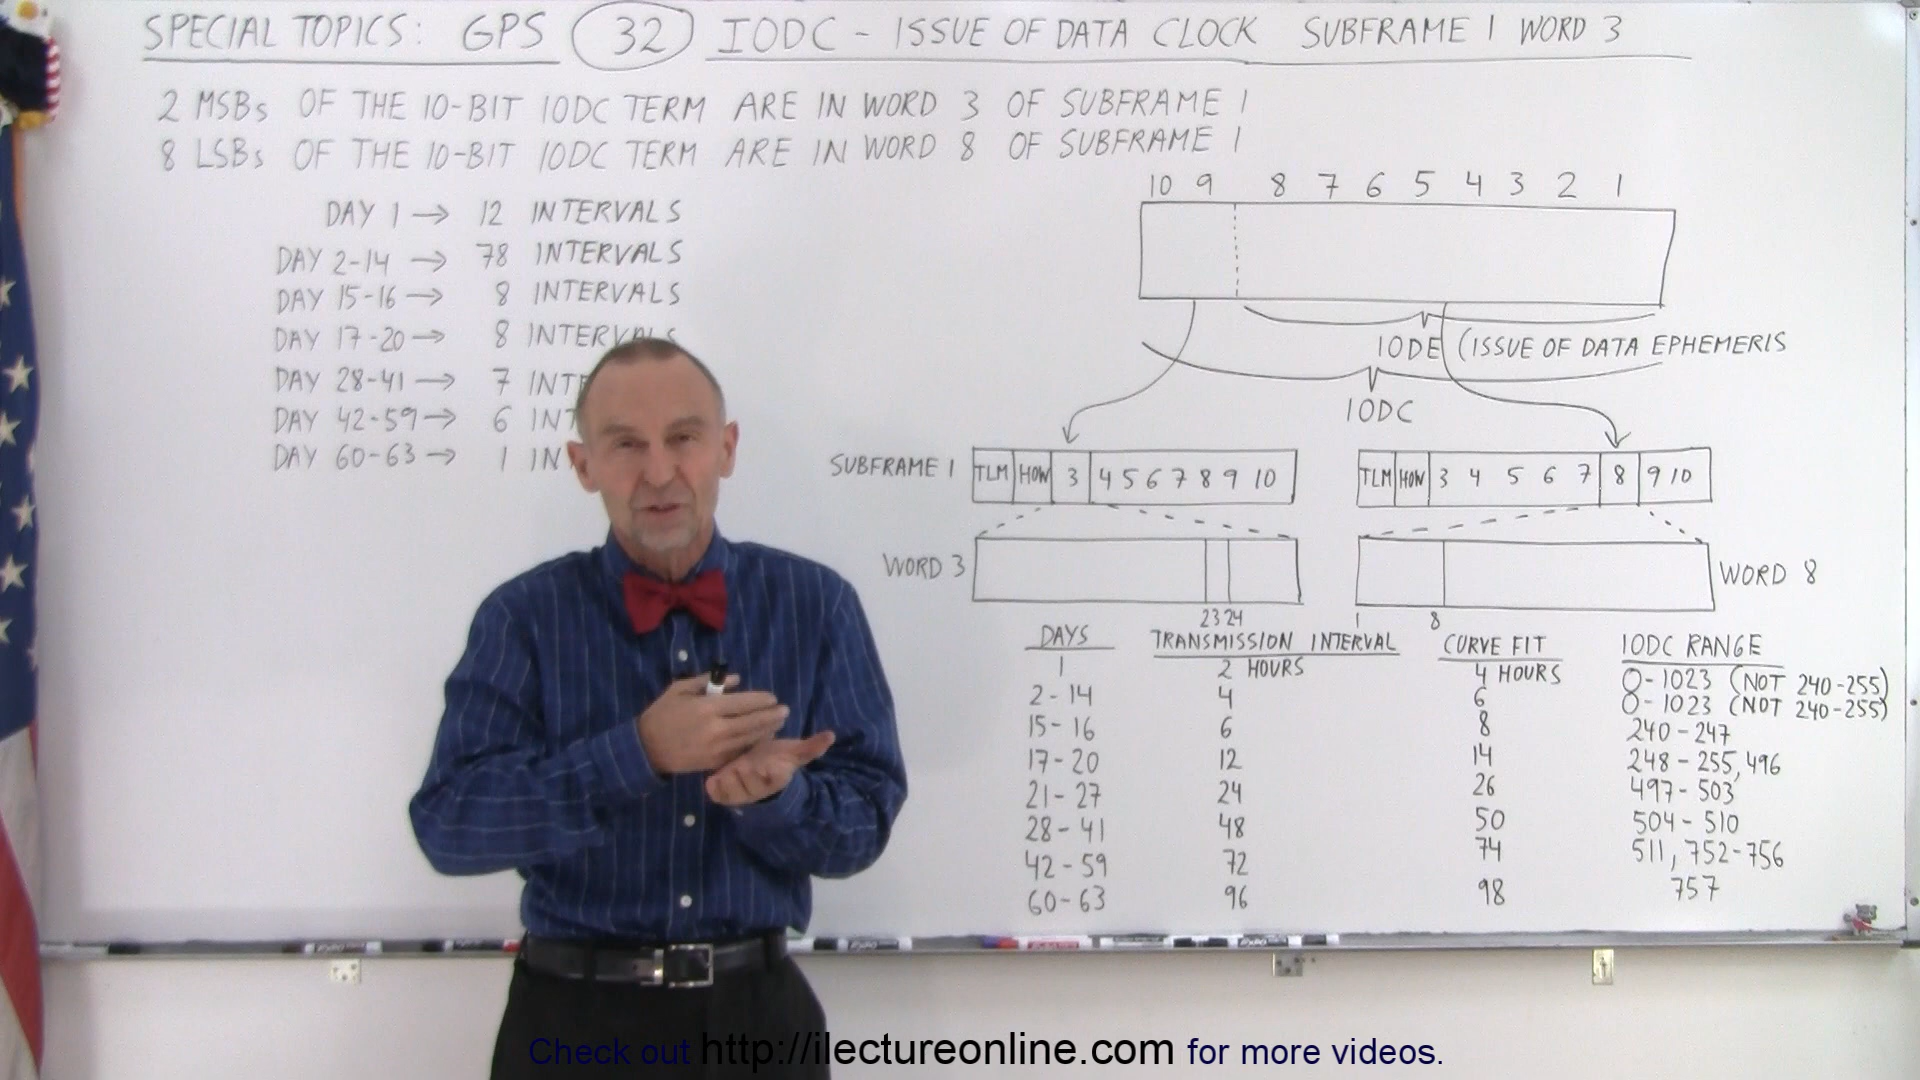 SPECIAL TOPICS: GPS 32 IODC - ISSUE OF DATA CLOCK SUBFRAME 1 WORD 3
2 MSBs OF THE 10-BIT IODC TERM ARE IN WORD 3 OF SUBFRAME 1
8 LSBs OF THE 10-BIT IODC TERM ARE IN WORD 8 OF SUBFRAME 1
DAY 1 → 12 INTERVALS
DAY 2-14 → 78 INTERVALS
DAY 15-16 → 8 INTERVALS
DAY 17-20 → 8 INTERVALS
DAY 28-41 → 7
DAY 42-59 → 6
DAY 60-63 → 1
10 9 8 7 6 5 4 3 2 1
IODE (ISSUE OF DATA EPHEMERIS
IODC
SUBFRAME 1 TLM HOW 3 4 5 6 7 8 9 10
TLM HOW 3 4 5 6 7 8 9 10
WORD 3
WORD 8
23 24
1 8
DAYS TRANSMISSION INTERVAL CURVE FIT IODC RANGE
1 2 HOURS 4 HOURS 0-1023 (NOT 240-255)
2-14 4 6 0-1023 (NOT 240-255)
15-16 6 8 240-247
17-20 12 14 248-255, 496
21-27 24 26 497-503
28-41 48 50 504-510
42-59 72 74 511, 752-756
60-63 96 98 757
Check out http://ilectureonline.com for more videos.